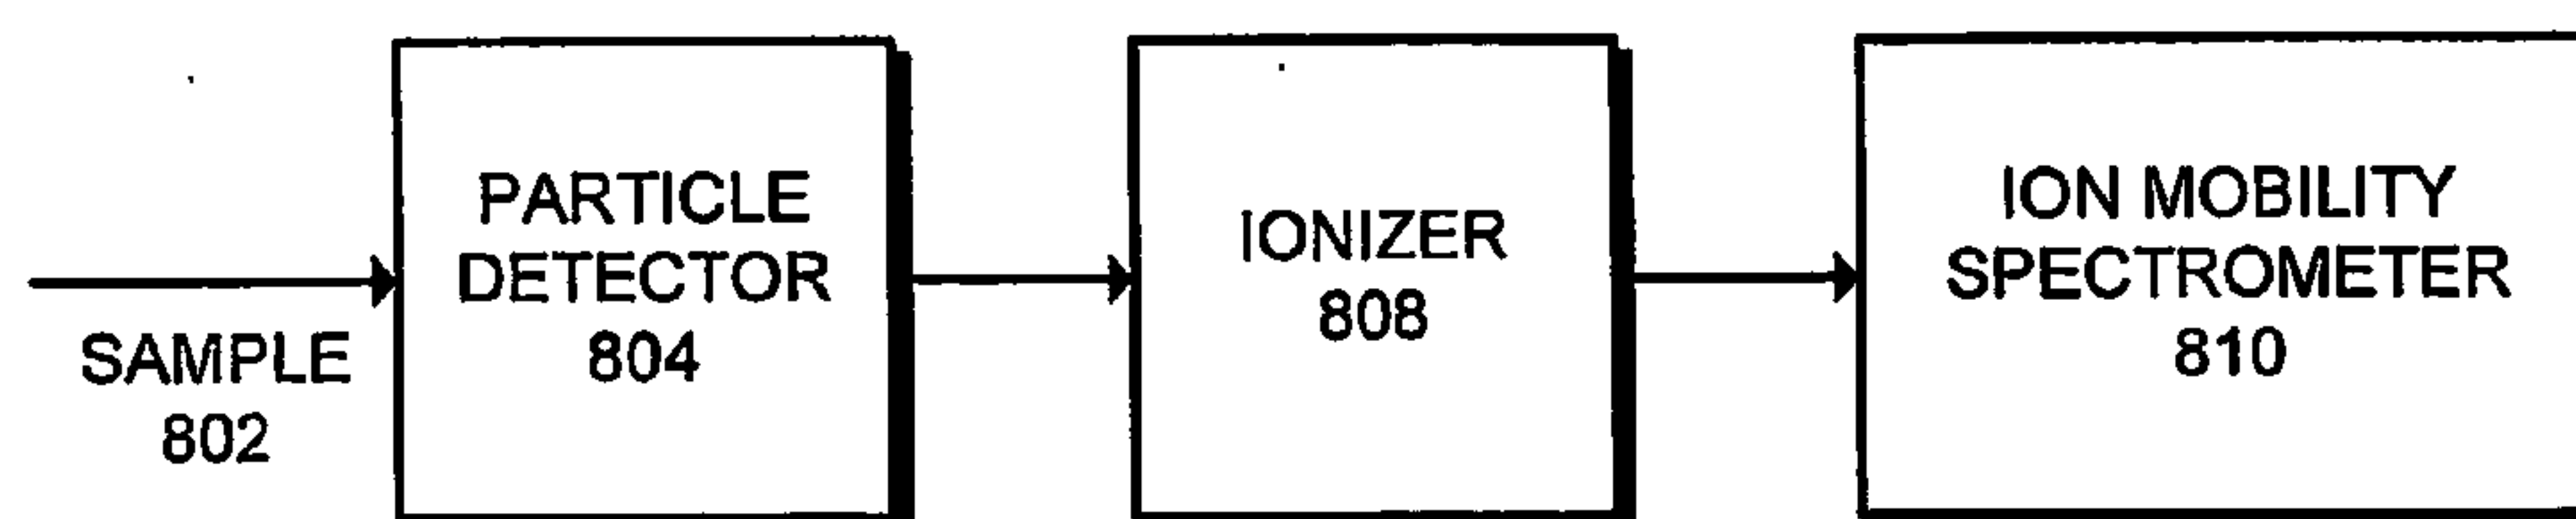 SAMPLE
802
PARTICLE
DETECTOR
804
IONIZER
808
ION MOBILITY
SPECTROMETER
810